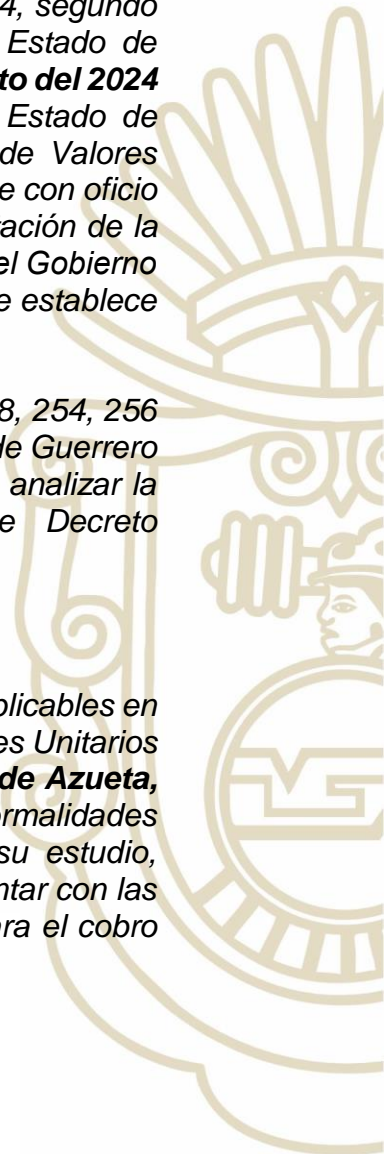 4, segundo
Estado de
to del 2024
Estado de
de Valores
e con oficio
ación de la
el Gobierno
e establece
8, 254, 256
de Guerrero
analizar la
e Decreto
plicables en
es Unitarios
de Azueta,
ormalidades
su estudio,
ntar con las
ara el cobro